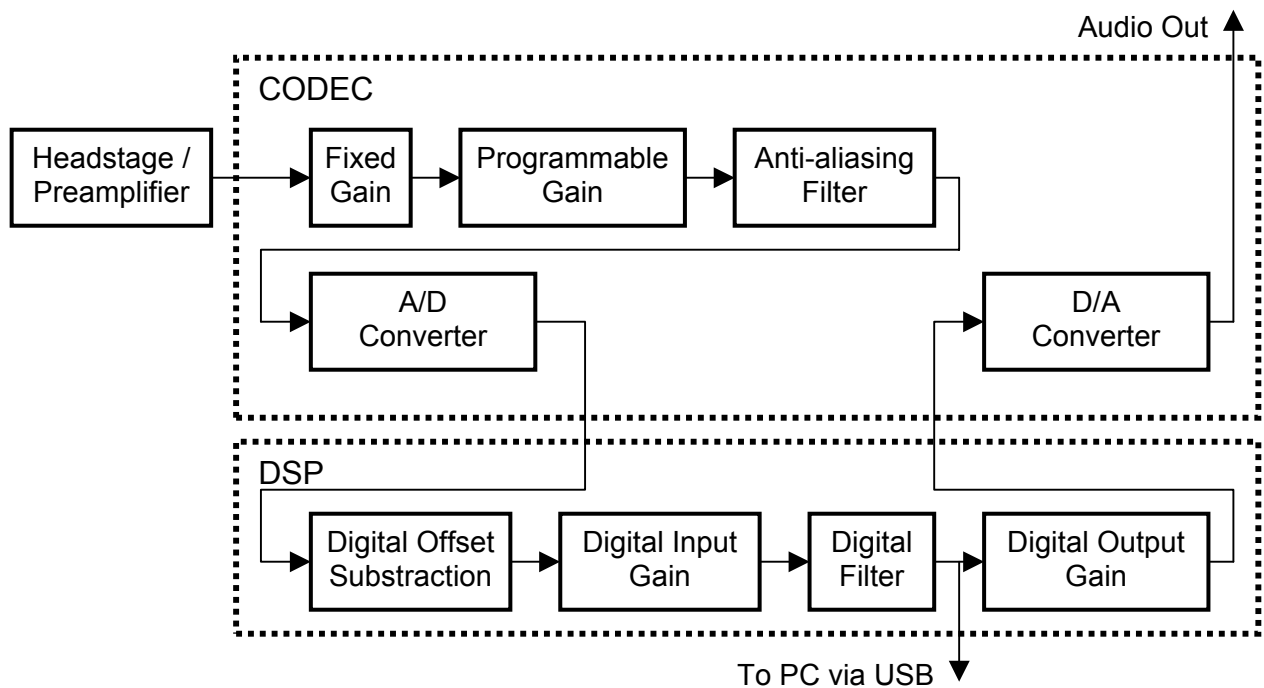 Audio Out
CODEC
Headstage /
Preamplifier
Fixed
Gain
Programmable
Gain
Anti-aliasing
Filter
A/D
Converter
D/A
Converter
DSP
Digital Offset
Substraction
Digital Input
Gain
Digital
Filter
Digital Output
Gain
To PC via USB